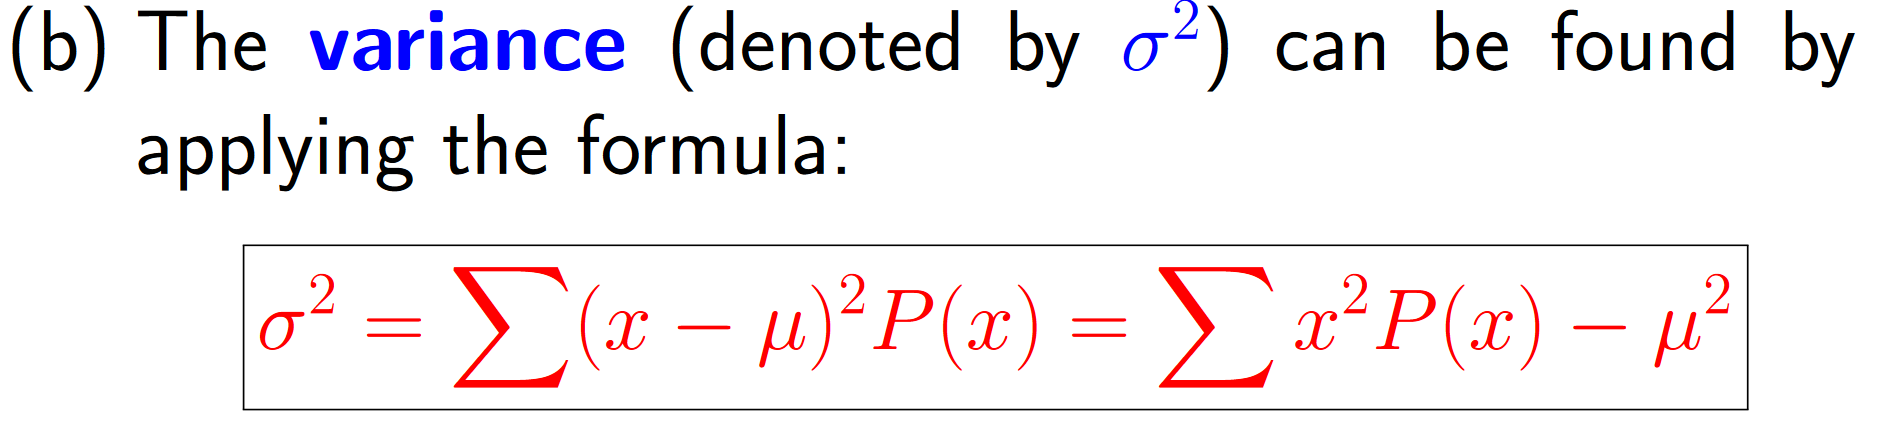 (b) The variance (denoted by σ²) can be found by
applying the formula:
σ² = ∑(x − μ)²P(x) = ∑ x²P(x) − μ²